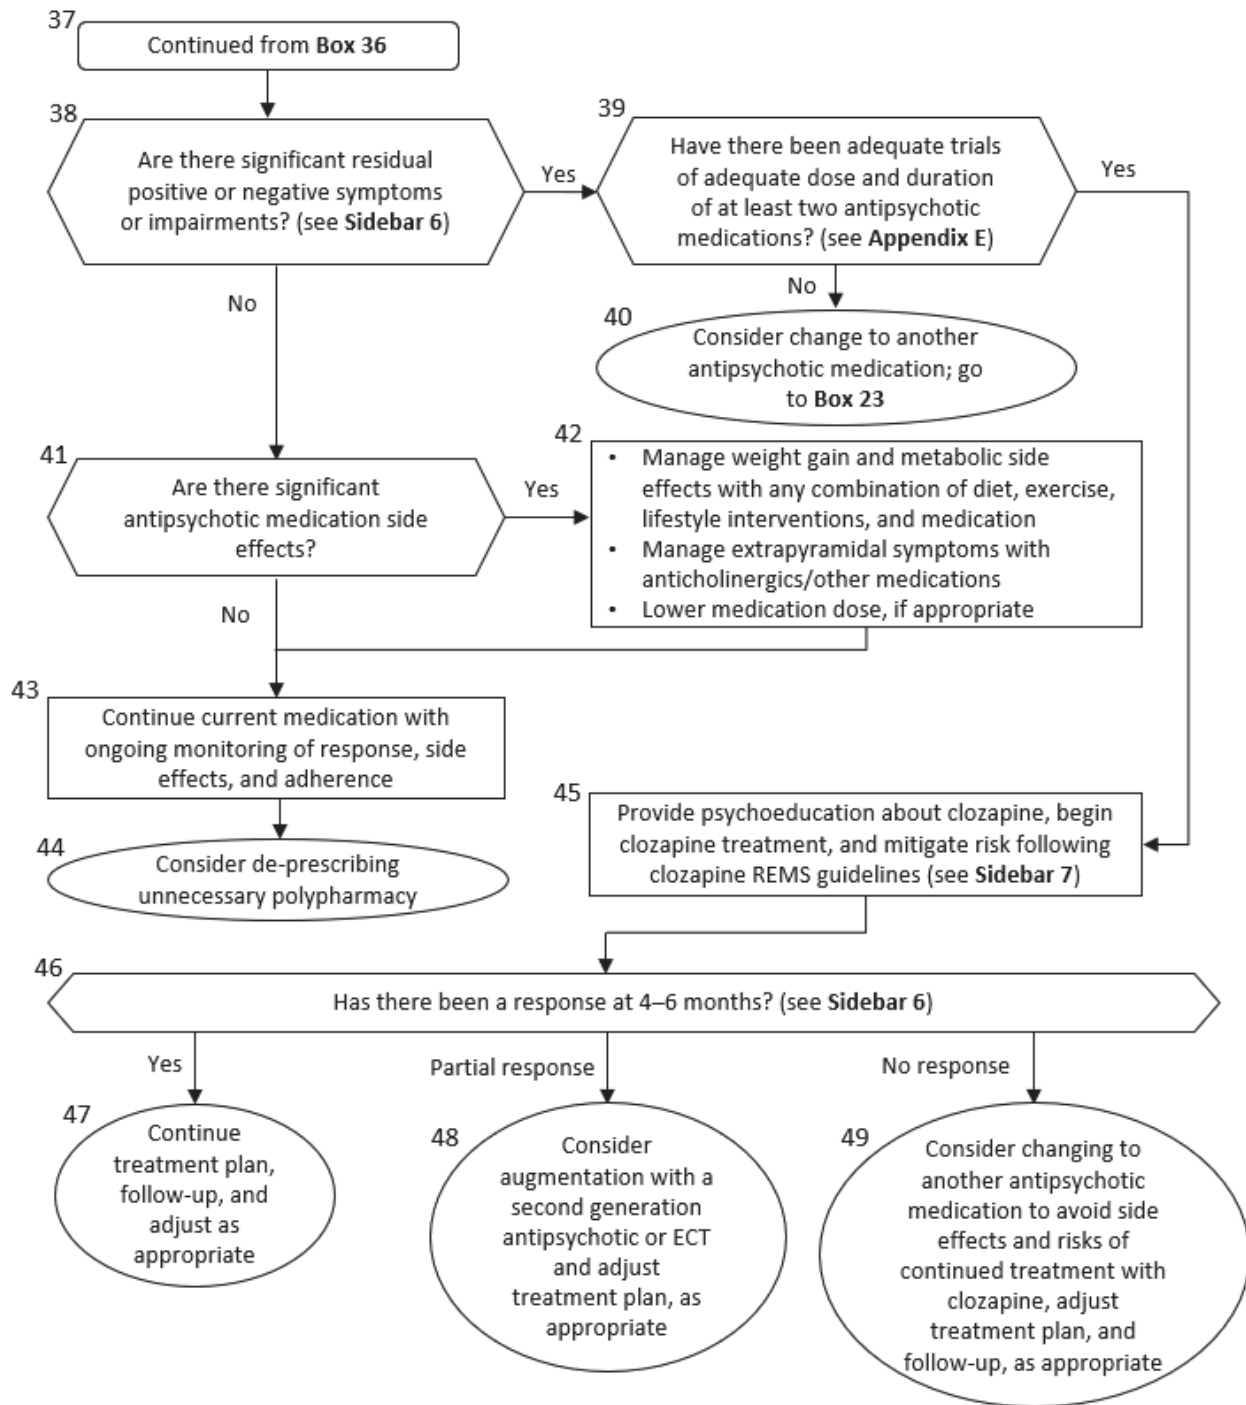 37
Continued from Box 36
38
Are there significant residual
positive or negative symptoms
or impairments? (see Sidebar 6)
Yes
39
Have there been adequate trials
of adequate dose and duration
of at least two antipsychotic
medications? (see Appendix E)
Yes
No
No
40
Consider change to another
antipsychotic medication; go
to Box 23
41
Are there significant
antipsychotic medication side
effects?
Yes
42
• Manage weight gain and metabolic side
effects with any combination of diet, exercise,
lifestyle interventions, and medication
• Manage extrapyramidal symptoms with
anticholinergics/other medications
• Lower medication dose, if appropriate
No
43
Continue current medication with
ongoing monitoring of response, side
effects, and adherence
44
Consider de-prescribing
unnecessary polypharmacy
45
Provide psychoeducation about clozapine, begin
clozapine treatment, and mitigate risk following
clozapine REMS guidelines (see Sidebar 7)
46
Has there been a response at 4–6 months? (see Sidebar 6)
Yes
Partial response
No response
47
Continue
treatment plan,
follow-up, and
adjust as
appropriate
48
Consider
augmentation with a
second generation
antipsychotic or ECT
and adjust
treatment plan, as
appropriate
49
Consider changing to
another antipsychotic
medication to avoid side
effects and risks of
continued treatment with
clozapine, adjust
treatment plan, and
follow-up, as appropriate